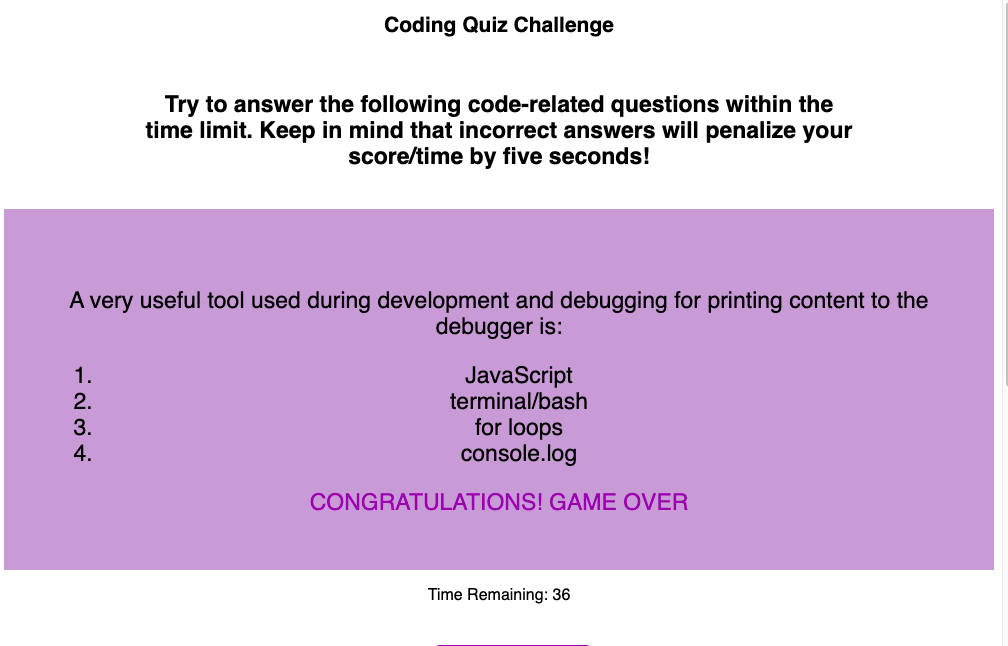 Coding Quiz Challenge
Try to answer the following code-related questions within the
time limit. Keep in mind that incorrect answers will penalize your
score/time by five seconds!
A very useful tool used during development and debugging for printing content to the
debugger is:
1. JavaScript
2. terminal/bash
3. for loops
4. console.log
CONGRATULATIONS! GAME OVER
Time Remaining: 36